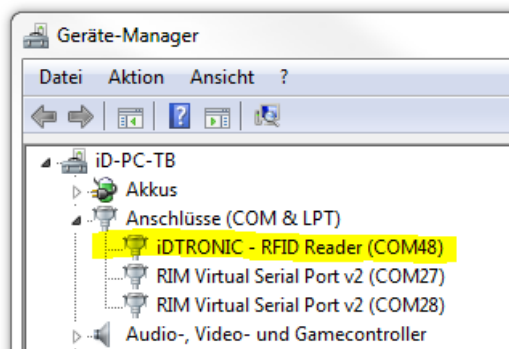 Geräte-Manager
Datei Aktion Ansicht ?
iD-PC-TB
Akkus
Anschlüsse (COM & LPT)
iDTRONIC - RFID Reader (COM48)
RIM Virtual Serial Port v2 (COM27)
RIM Virtual Serial Port v2 (COM28)
Audio-, Video- und Gamecontroller